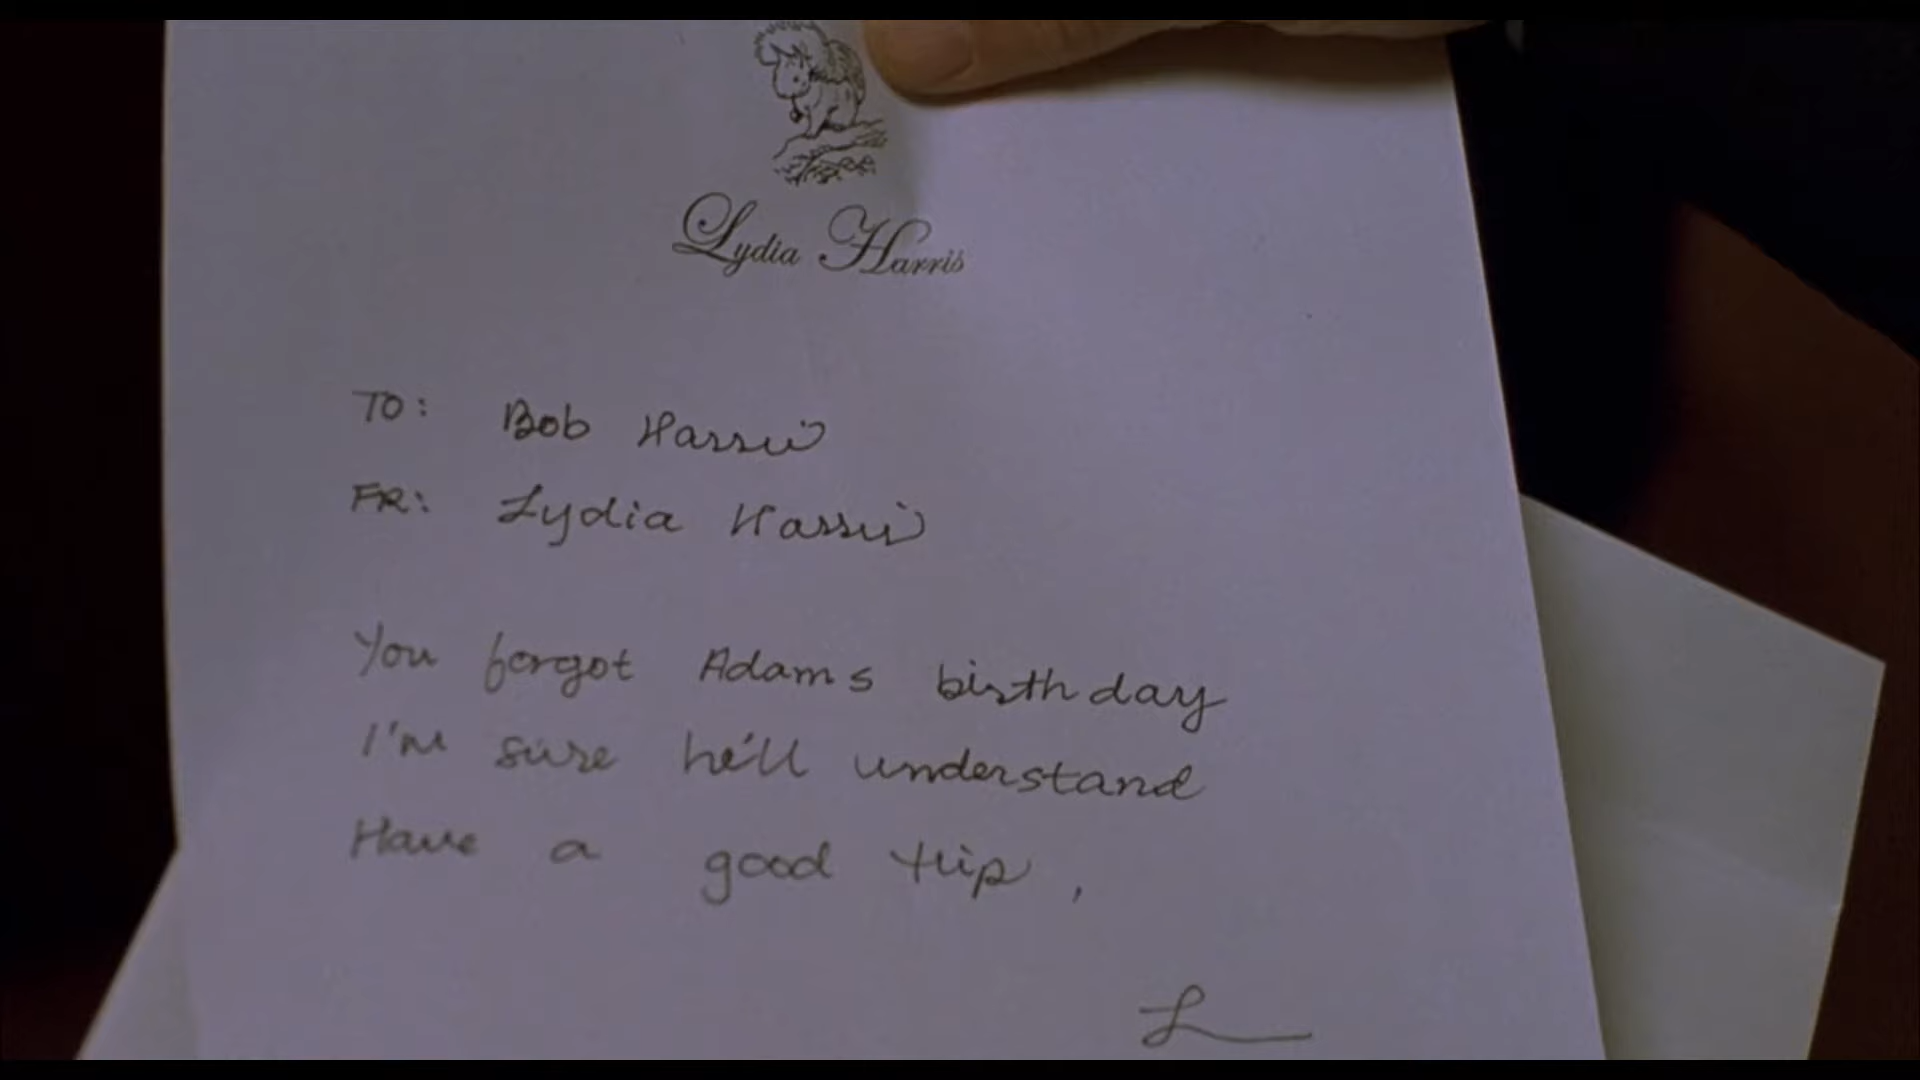 Lydia Harris
TO: Bob Harris
FR: Lydia Harris
You forgot Adams birthday
I'm sure he'll understand
Have a good trip,
L